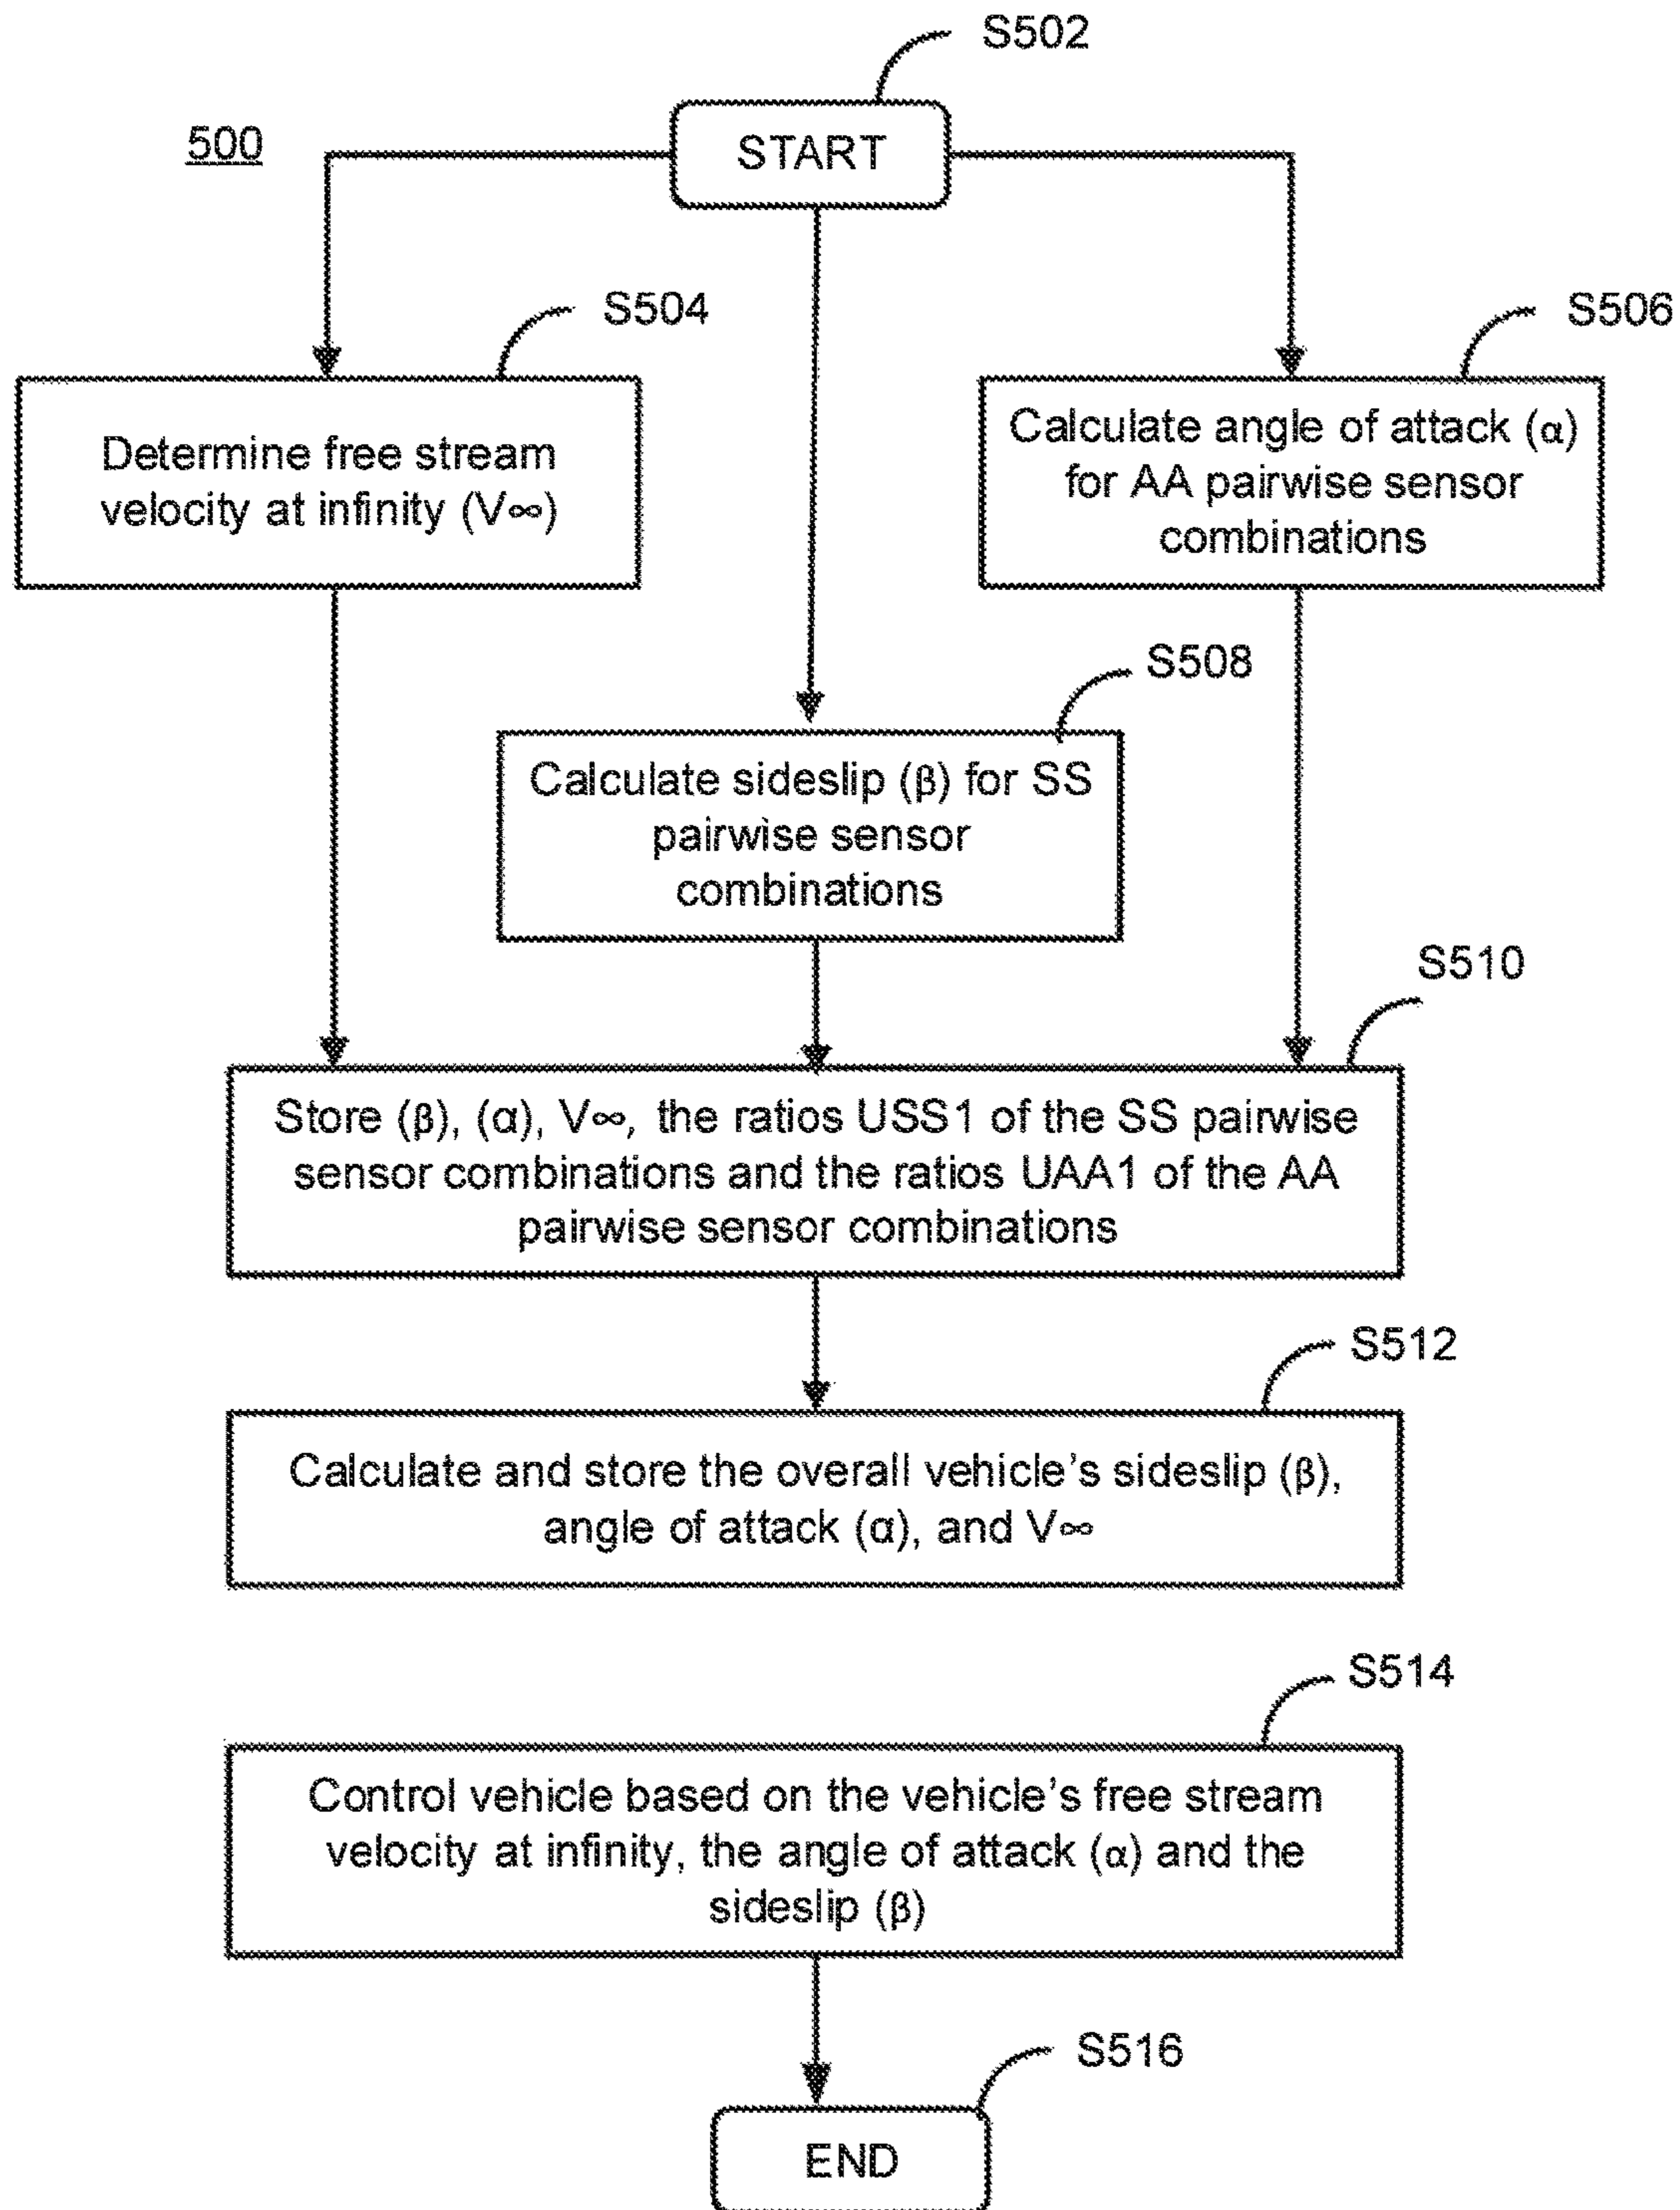 S502
500
START
S504
S506
Determine free stream
velocity at infinity (V∞)
Calculate angle of attack (α)
for AA pairwise sensor
combinations
S508
Calculate sideslip (β) for SS
pairwise sensor
combinations
S510
Store (β), (α), V∞, the ratios USS1 of the SS pairwise
sensor combinations and the ratios UAA1 of the AA
pairwise sensor combinations
S512
Calculate and store the overall vehicle's sideslip (β),
angle of attack (α), and V∞
S514
Control vehicle based on the vehicle's free stream
velocity at infinity, the angle of attack (α) and the
sideslip (β)
S516
END